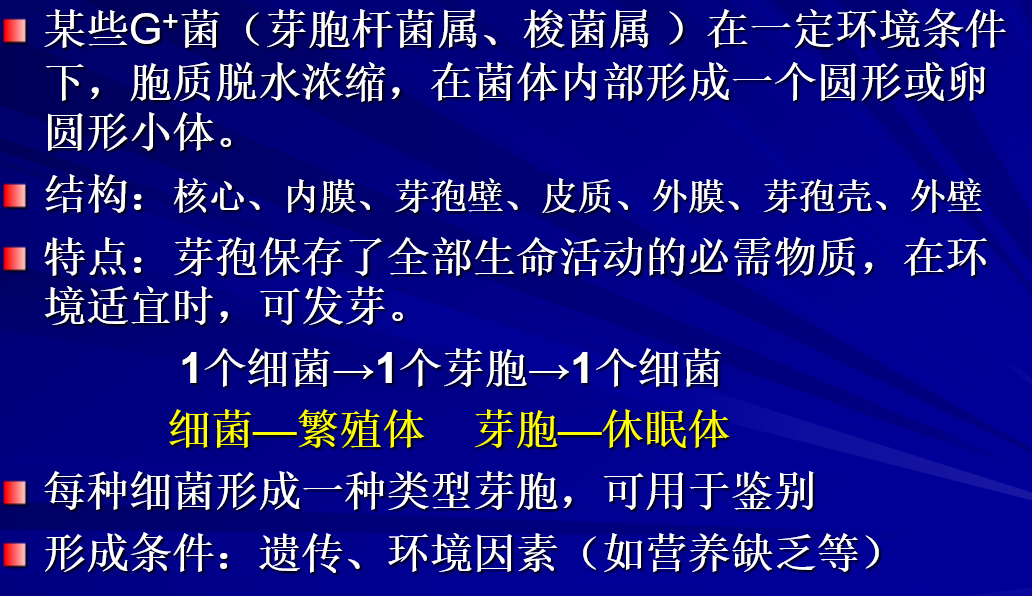 某些G⁺菌（芽胞杆菌属、梭菌属 ）在一定环境条件
下，胞质脱水浓缩，在菌体内部形成一个圆形或卵
圆形小体。
结构：核心、内膜、芽孢壁、皮质、外膜、芽孢壳、外壁
特点：芽孢保存了全部生命活动的必需物质，在环
境适宜时，可发芽。
1个细菌→1个芽胞→1个细菌
细菌—繁殖体 芽胞—休眠体
每种细菌形成一种类型芽胞，可用于鉴别
形成条件：遗传、环境因素（如营养缺乏等）